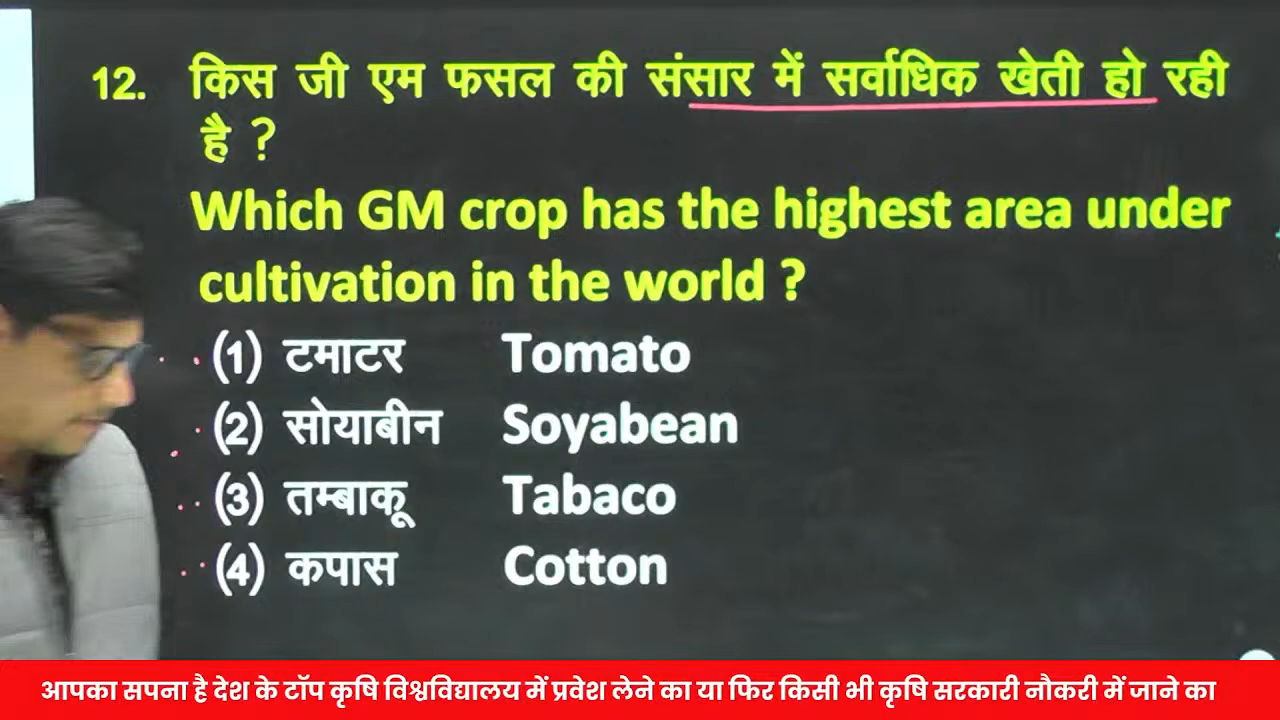 12. किस जी एम फसल की संसार में सर्वाधिक खेती हो रही
है ?
Which GM crop has the highest area under
cultivation in the world ?
(1) टमाटर Tomato
(2) सोयाबीन Soyabean
(3) तम्बाकू Tabaco
(4) कपास Cotton
आपका सपना है देश के टॉप कृषि विश्वविद्यालय में प्रवेश लेने का या फिर किसी भी कृषि सरकारी नौकरी में जाने का